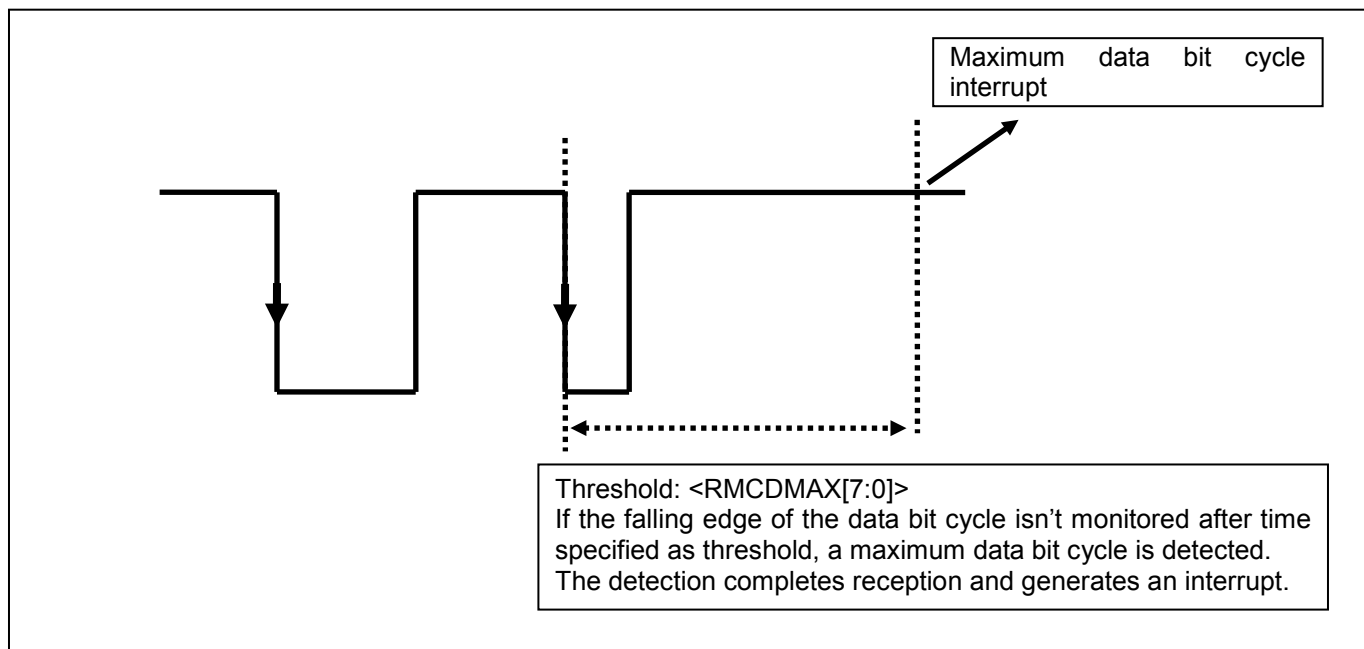 Maximum data bit cycle
interrupt
Threshold: <RMCDMAX[7:0]>
If the falling edge of the data bit cycle isn’t monitored after time
specified as threshold, a maximum data bit cycle is detected.
The detection completes reception and generates an interrupt.